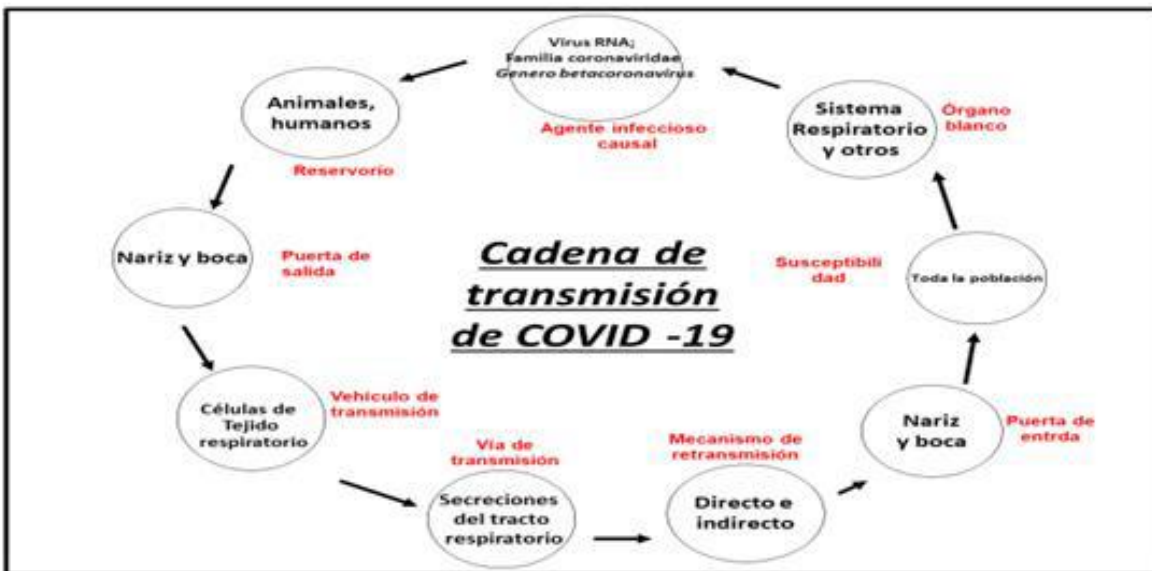 Virus RNA;
Familia coronaviridae
Genero betacoronavirus
Agente infeccioso
causal
Animales,
humanos
Reservorio
Nariz y boca
Puerta de
salida
Células de
Tejido
respiratorio
Vehículo de
transmisión
Vía de
transmisión
Secreciones
del tracto
respiratorio
Mecanismo de
retransmisión
Directo e
indirecto
Nariz
y boca
Puerta de
entrda
Susceptibili
dad
Toda la población
Sistema
Respiratorio
y otros
Órgano
blanco
Cadena de
transmisión
de COVID -19